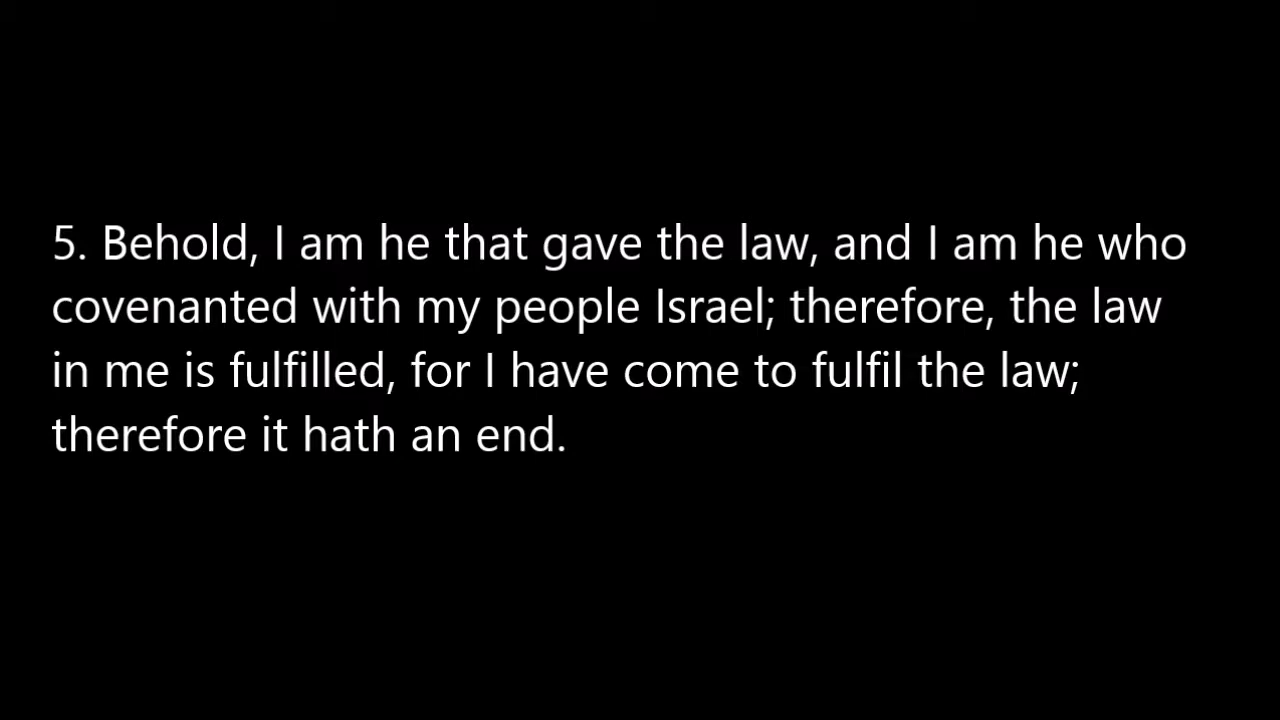 5. Behold, I am he that gave the law, and I am he who
covenanted with my people Israel; therefore, the law
in me is fulfilled, for I have come to fulfil the law;
therefore it hath an end.